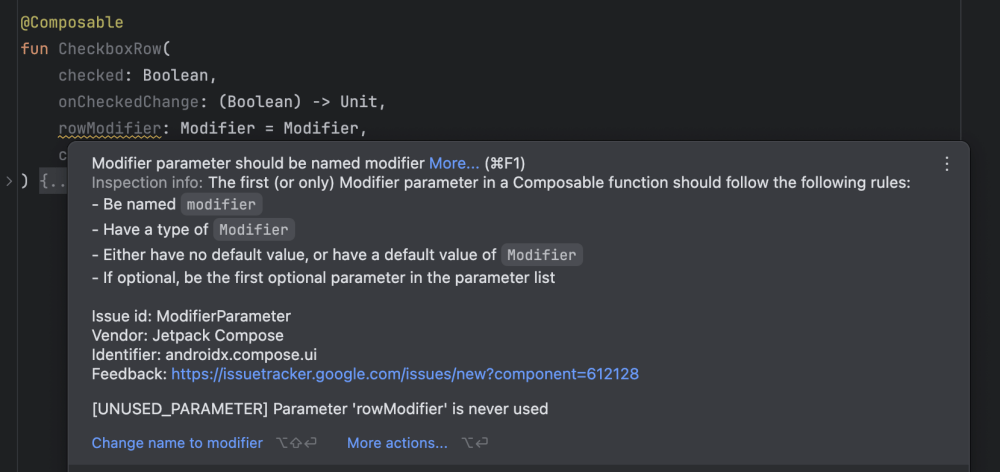 @Composable
fun CheckboxRow(
checked: Boolean,
onCheckedChange: (Boolean) -> Unit,
rowModifier: Modifier = Modifier,
c
) {..
Modifier parameter should be named modifier More... (⌘F1)
Inspection info: The first (or only) Modifier parameter in a Composable function should follow the following rules:
- Be named modifier
- Have a type of Modifier
- Either have no default value, or have a default value of Modifier
- If optional, be the first optional parameter in the parameter list
Issue id: ModifierParameter
Vendor: Jetpack Compose
Identifier: androidx.compose.ui
Feedback: https://issuetracker.google.com/issues/new?component=612128
[UNUSED_PARAMETER] Parameter 'rowModifier' is never used
Change name to modifier ⌥⇧⏎ More actions... ⌥⏎